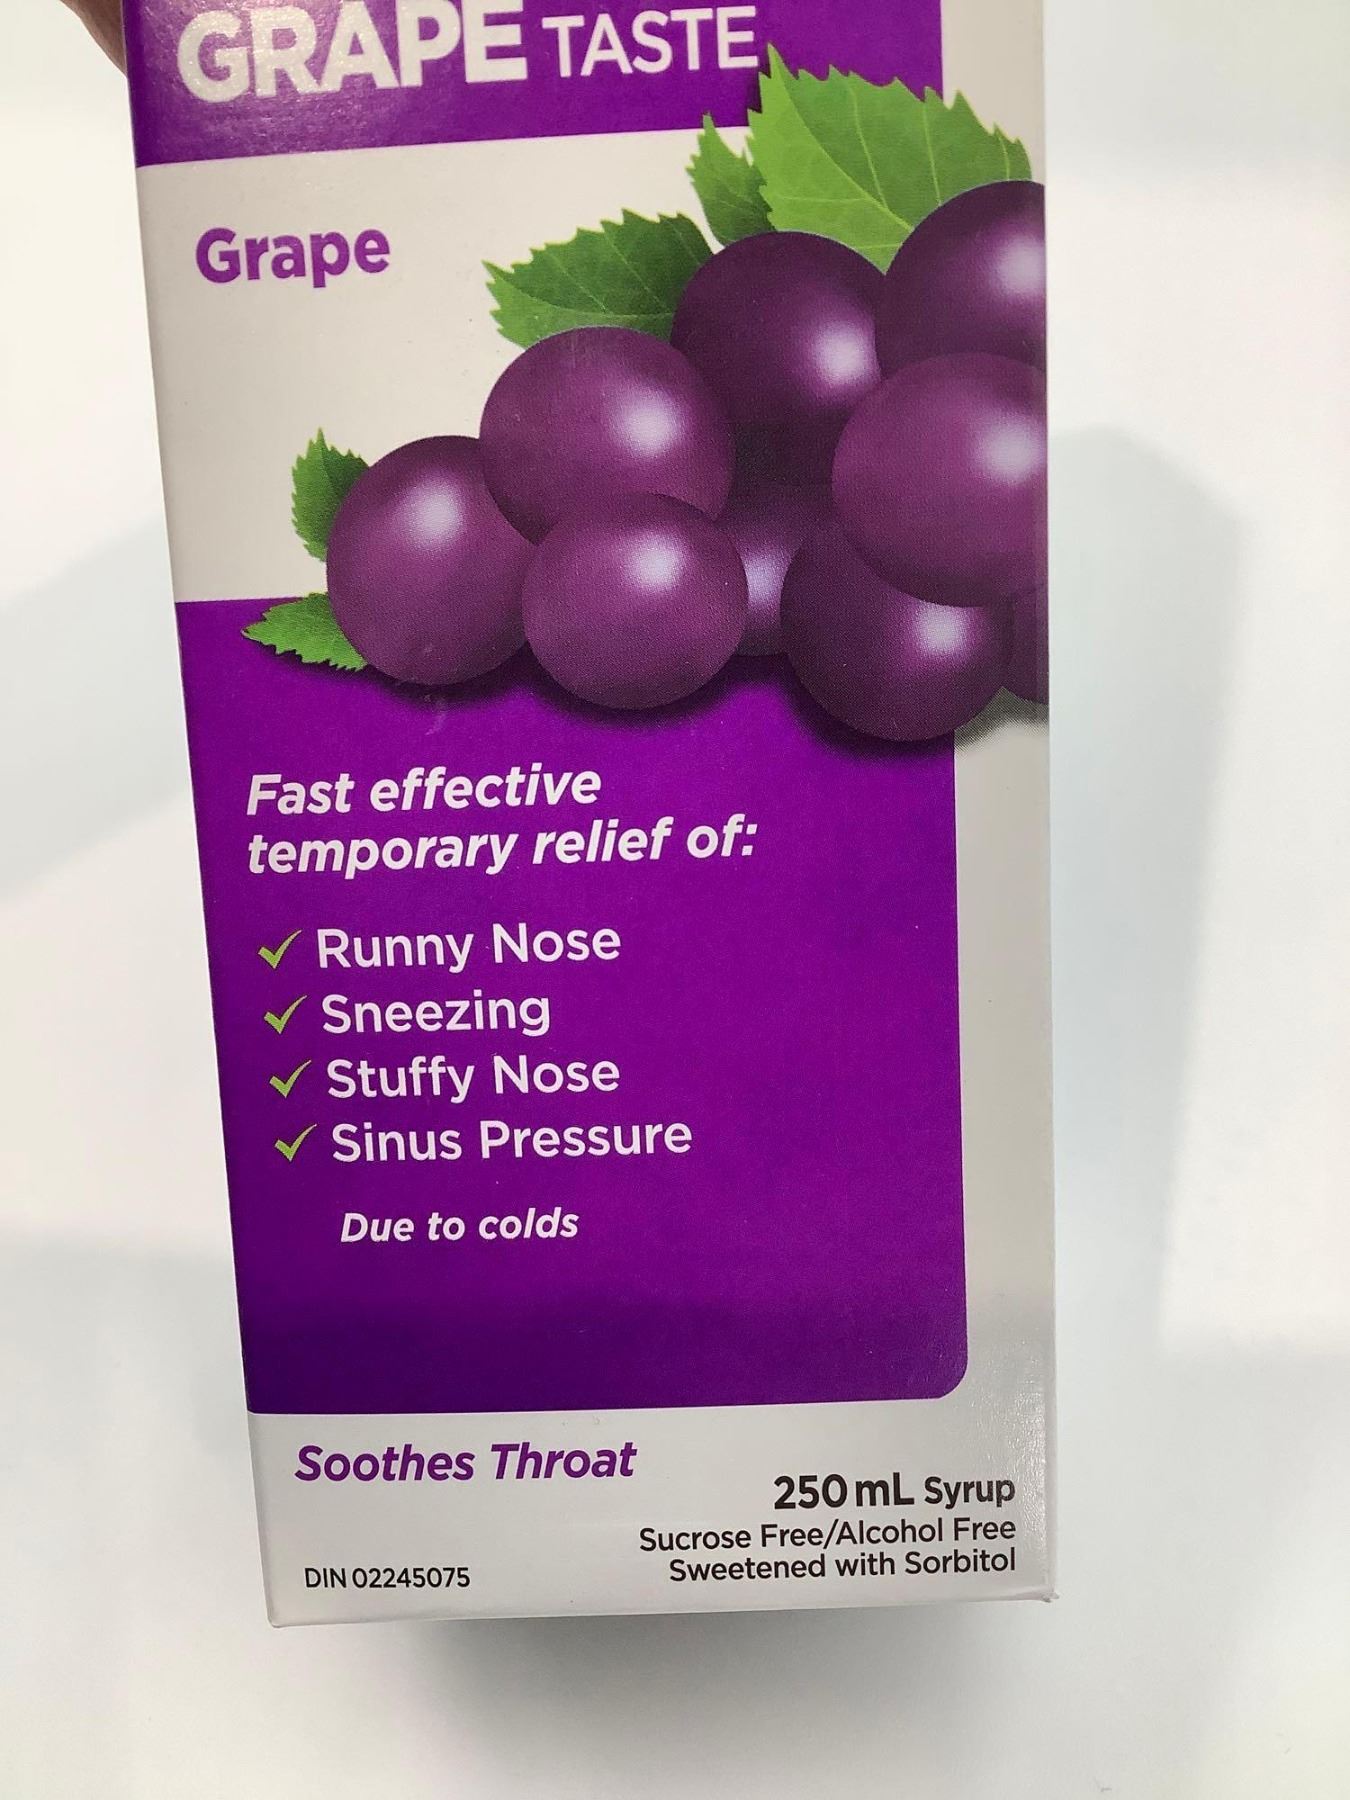 GRAPE TASTE
Grape
Fast effective
temporary relief of:
Runny Nose
Sneezing
Stuffy Nose
Sinus Pressure
Due to colds
Soothes Throat
250 mL Syrup
Sucrose Free/Alcohol Free
Sweetened with Sorbitol
DIN 02245075